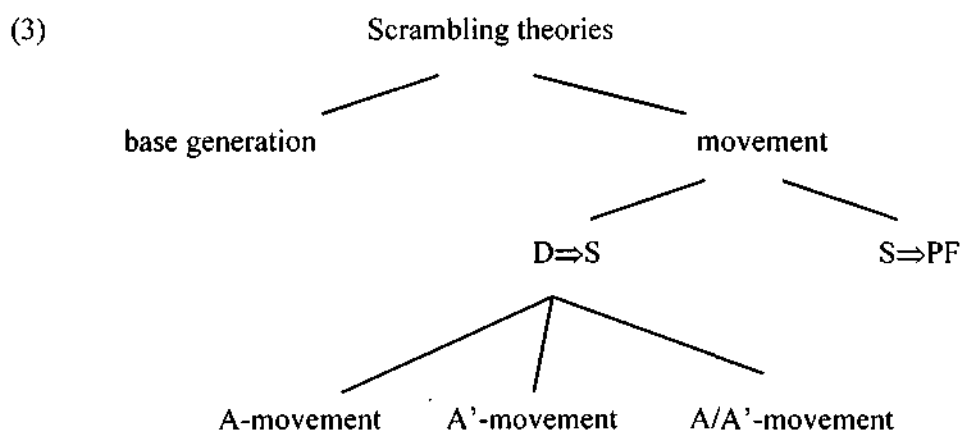 (3) Scrambling theories
base generation movement
D⇒S S⇒PF
A-movement A'-movement A/A'-movement